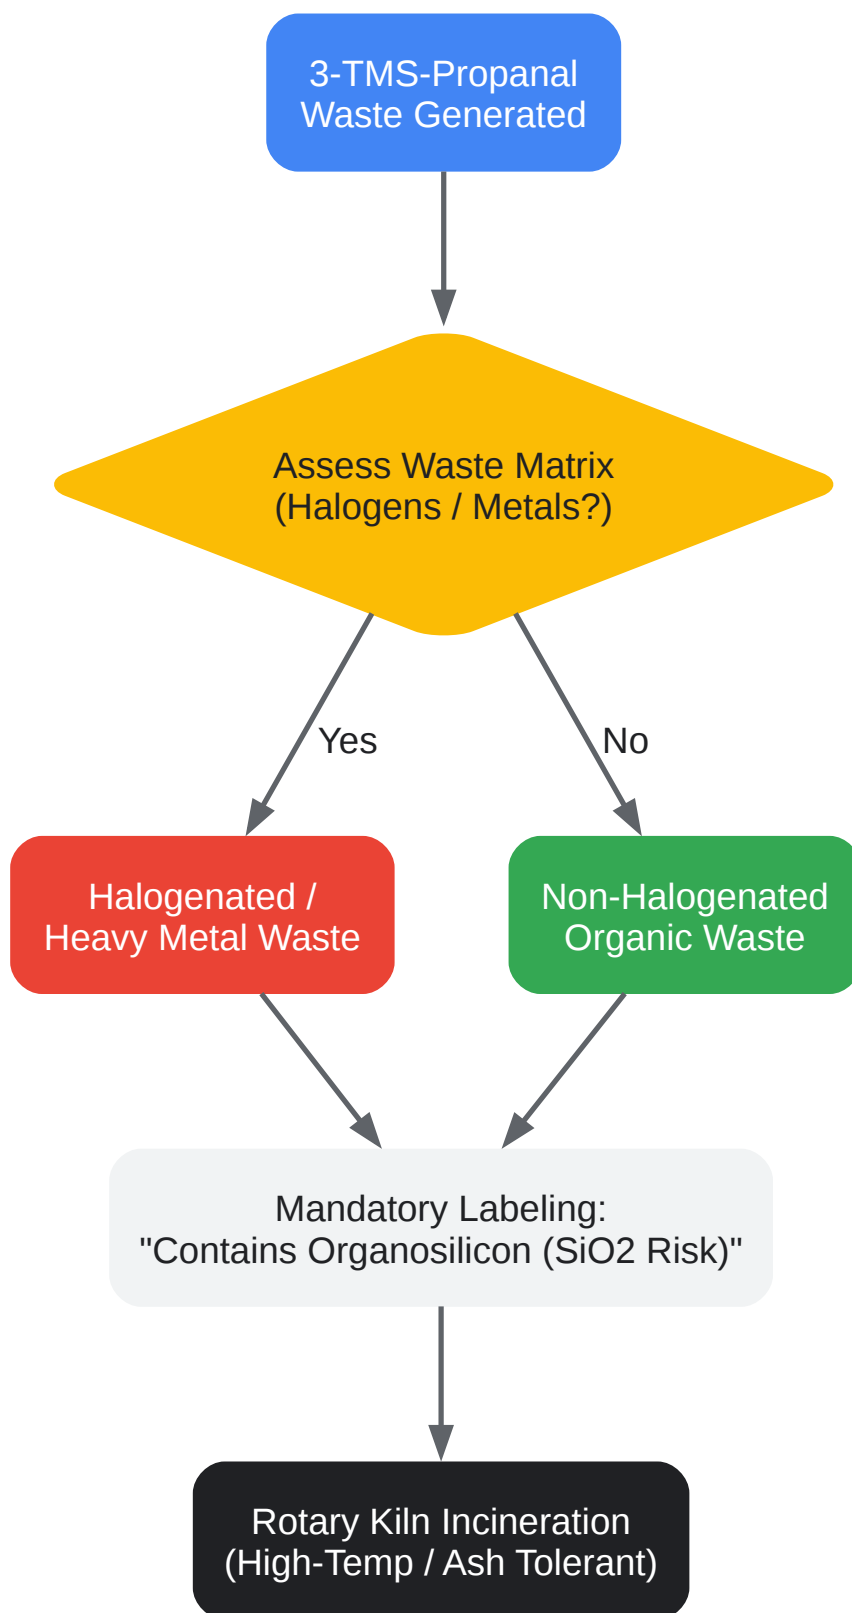 3-TMS-Propanal
Waste Generated
Assess Waste Matrix
(Halogens / Metals?)
Yes
No
Halogenated /
Heavy Metal Waste
Non-Halogenated
Organic Waste
Mandatory Labeling:
"Contains Organosilicon (SiO2 Risk)"
Rotary Kiln Incineration
(High-Temp / Ash Tolerant)